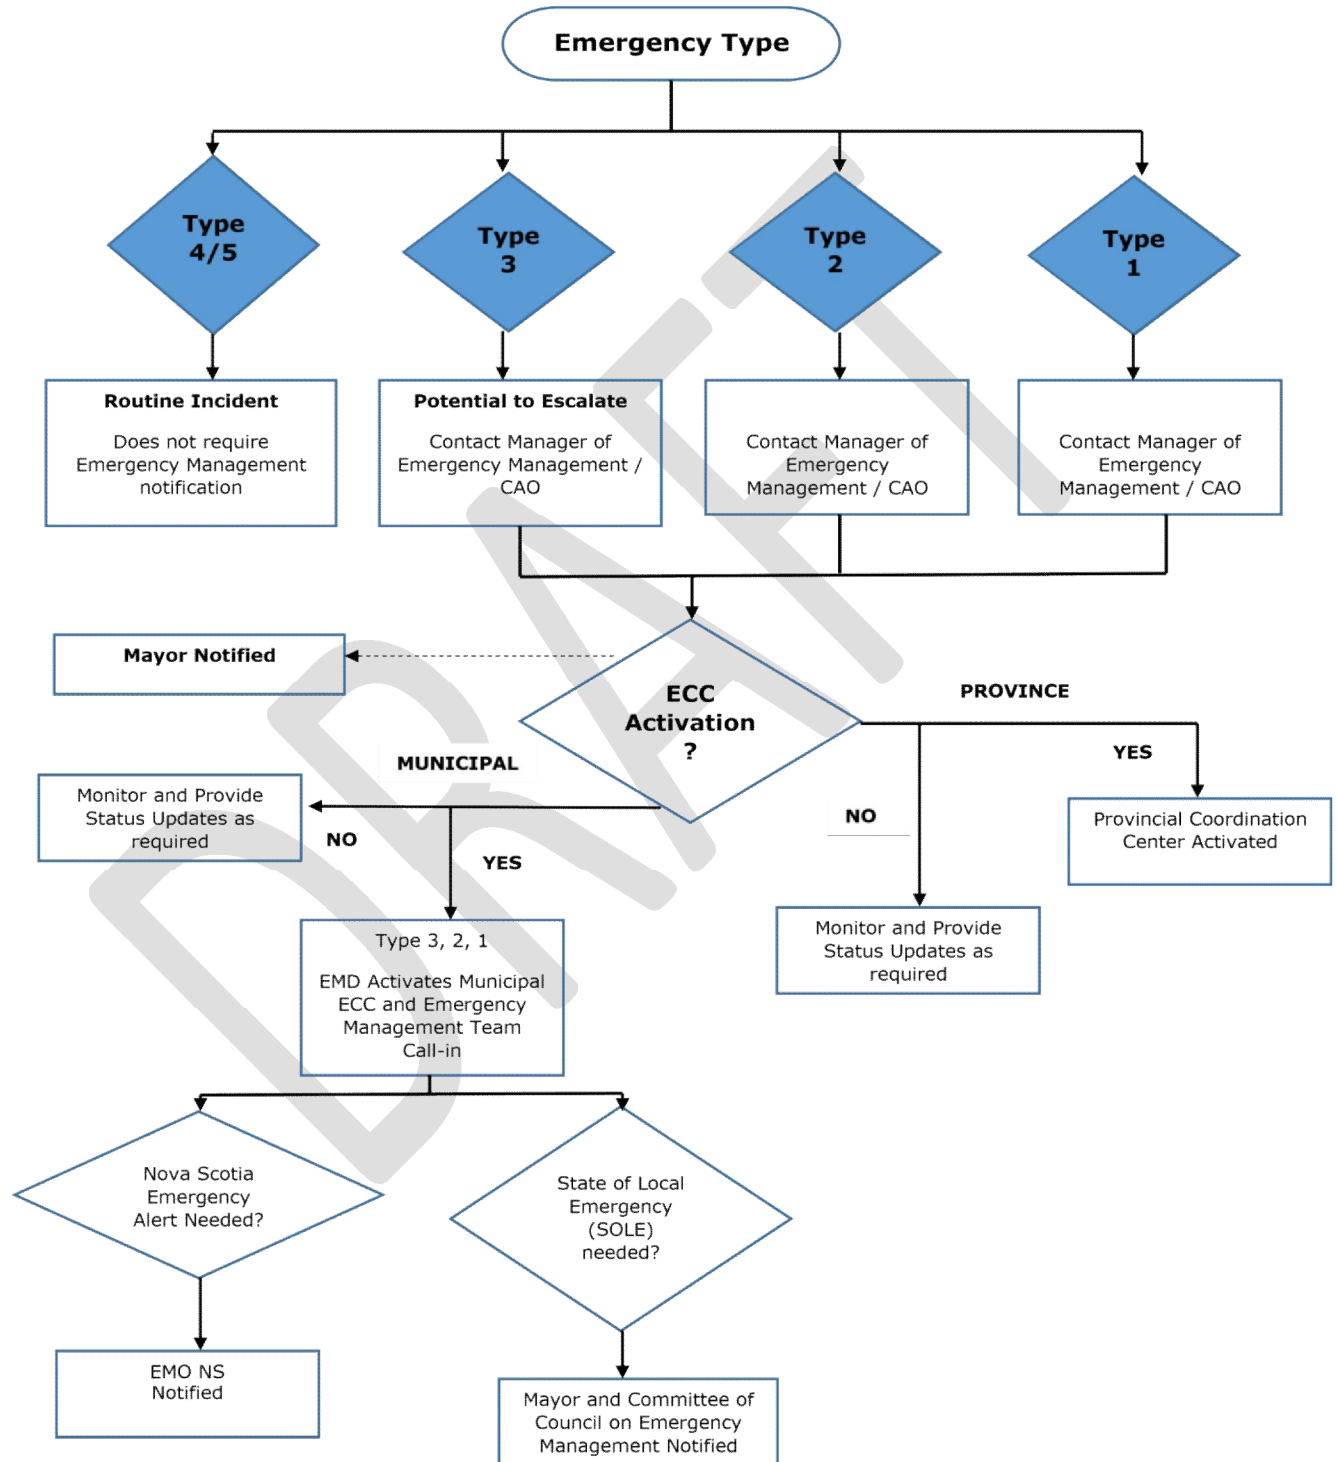 Emergency Type
Type
4/5
Type
3
Type
2
Type
1
Routine Incident
Does not require
Emergency Management
notification
Potential to Escalate
Contact Manager of
Emergency Management /
CAO
Contact Manager of
Emergency
Management / CAO
Contact Manager of
Emergency
Management / CAO
Mayor Notified
ECC
Activation
?
PROVINCE
MUNICIPAL
YES
Monitor and Provide
Status Updates as
required
NO
YES
NO
Provincial Coordination
Center Activated
Type 3, 2, 1
EMD Activates Municipal
ECC and Emergency
Management Team
Call-in
Monitor and Provide
Status Updates as
required
Nova Scotia
Emergency
Alert Needed?
State of Local
Emergency
(SOLE)
needed?
EMO NS
Notified
Mayor and Committee of
Council on Emergency
Management Notified
DRAFT